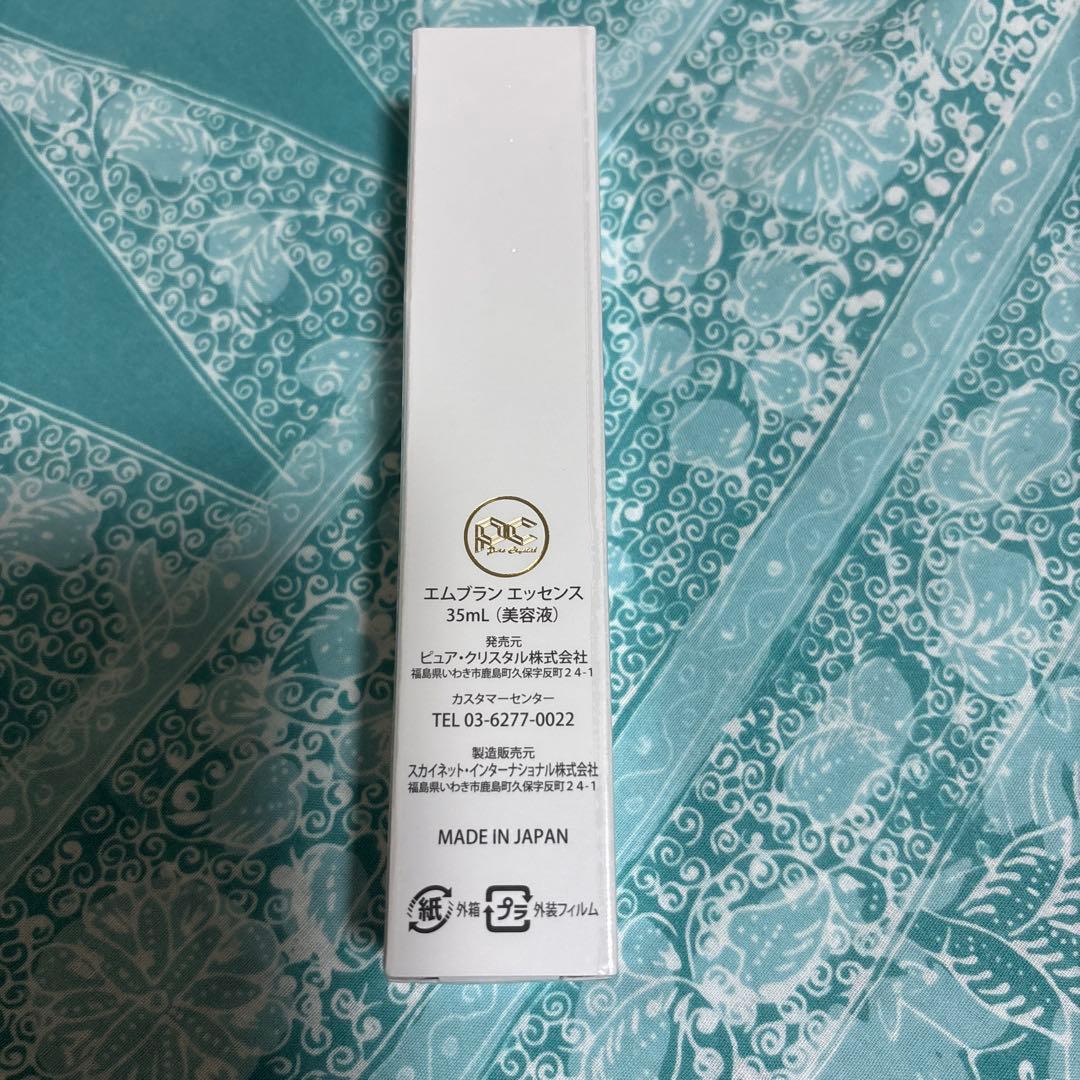 Pure Crystal
エムブラン エッセンス
35mL（美容液）
発売元
ピュア・クリスタル株式会社
福島県いわき市鹿島町久保字反町２４-１
カスタマーセンター
TEL 03-6277-0022
製造販売元
スカイネット・インターナショナル株式会社
福島県いわき市鹿島町久保字反町２４-１
MADE IN JAPAN
紙 外箱 プラ 外装フィルム